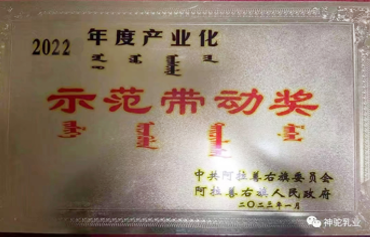 2022 年度产业化
示范带动奖
中共阿拉善右旗委员会
阿拉善右旗人民政府
二〇二三年一月
神驼乳业